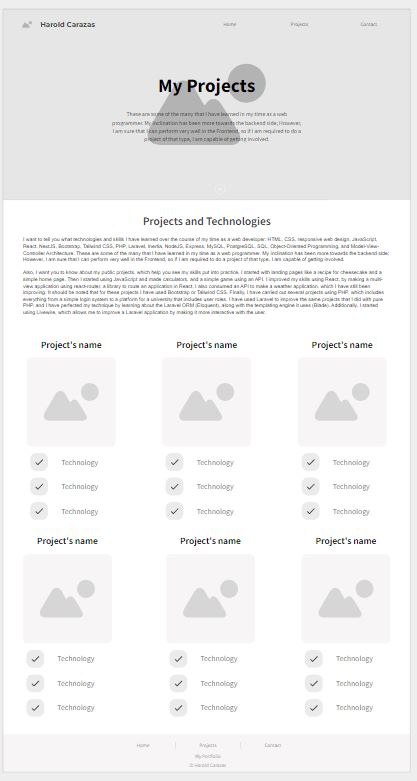 Harold Carazas
Home Projects Contact
My Projects
These are some of the many that I have learned in my time as a web
programmer. My inclination has been more towards the backend side; However,
I am sure that I can perform very well in the Frontend, so if I am required to do a
project of that type, I am capable of getting involved.
Projects and Technologies
I want to tell you what technologies and skills I have learned over the course of my time as a web developer: HTML, CSS, responsive web design, JavaScript,
React, NextJS, Bootstrap, Tailwind CSS, PHP, Laravel, Inertia, NodeJS, Express, MySQL, PostgreSQL, SQL, Object-Oriented Programming, and Model-View-
Controller Architecture. These are some of the many that I have learned in my time as a web programmer. My inclination has been more towards the backend side;
However, I am sure that I can perform very well in the Frontend, so if I am required to do a project of that type, I am capable of getting involved.
Also, I want you to know about my public projects, which help you see my skills put into practice. I started with landing pages like a recipe for cheesecake and a
simple home page. Then I started with JavaScript and made calculators, and a simple game using an API. I improved my skills using React, by making a multi-
view application using react-router, a library to route an application in React. I also consumed an API to make a weather application, which I have still been
improving. It should be noted that for these projects I have used Bootstrap or Tailwind CSS. Finally, I have carried out several projects using PHP, which includes
everything from a simple login system to a platform for a university that includes user roles. I have used Laravel to improve the same projects that I did with pure
PHP, and I have perfected my technique by learning about the Laravel ORM (Eloquent), along with the templating engine it uses (Blade). Additionally, I started
using Livewire, which allows me to improve a Laravel application by making it more interactive with the user.
Project's name Project's name Project's name
Technology Technology Technology
Technology Technology Technology
Technology Technology Technology
Project's name Project's name Project's name
Technology Technology Technology
Technology Technology Technology
Technology Technology Technology
Home Projects Contact
My Portfolio
© Harold Carazas